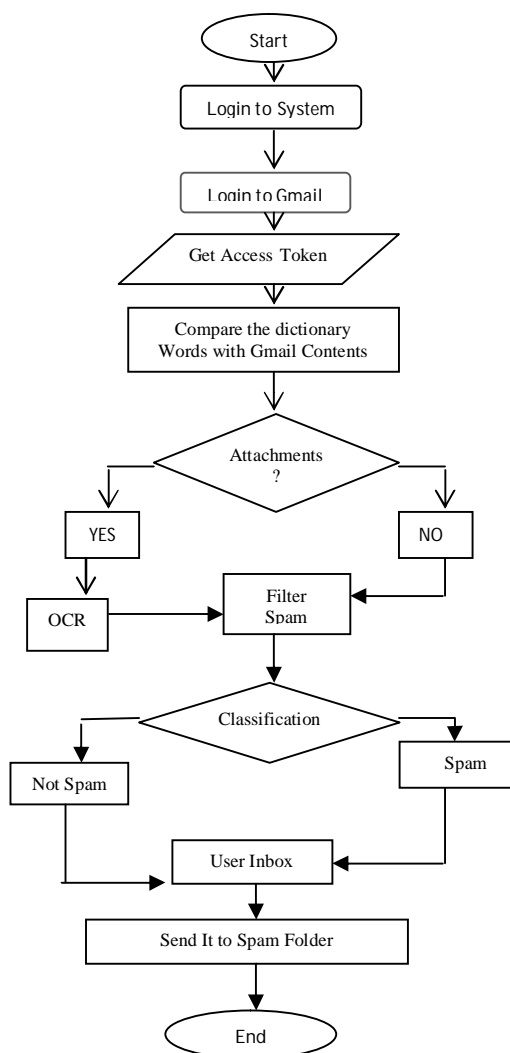 Start
Login to System
Login to Gmail
Get Access Token
Compare the dictionary
Words with Gmail Contents
Attachments
?
YES
NO
OCR
Filter
Spam
Classification
Not Spam
Spam
User Inbox
Send It to Spam Folder
End